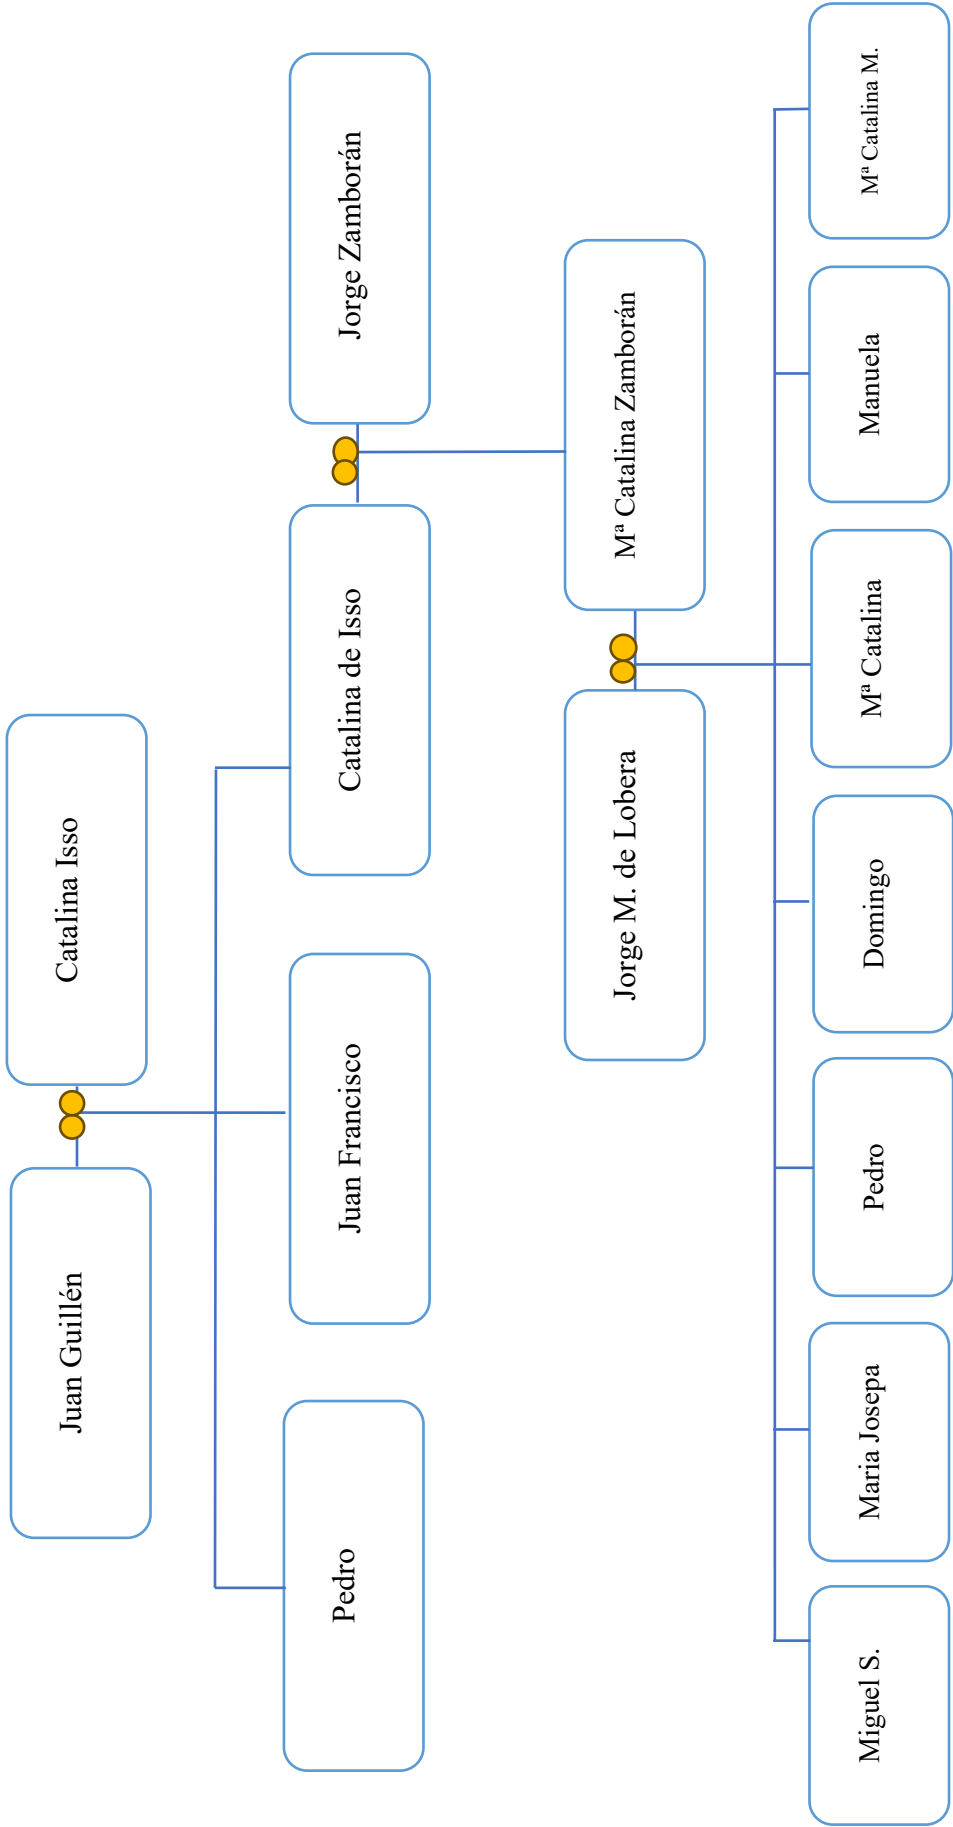 Juan Guillén
Catalina Isso
Pedro
Juan Francisco
Catalina de Isso
Jorge Zamborán
Jorge M. de Lobera
Mª Catalina Zamborán
Miguel S.
Maria Josepa
Pedro
Domingo
Mª Catalina
Manuela
Mª Catalina M.